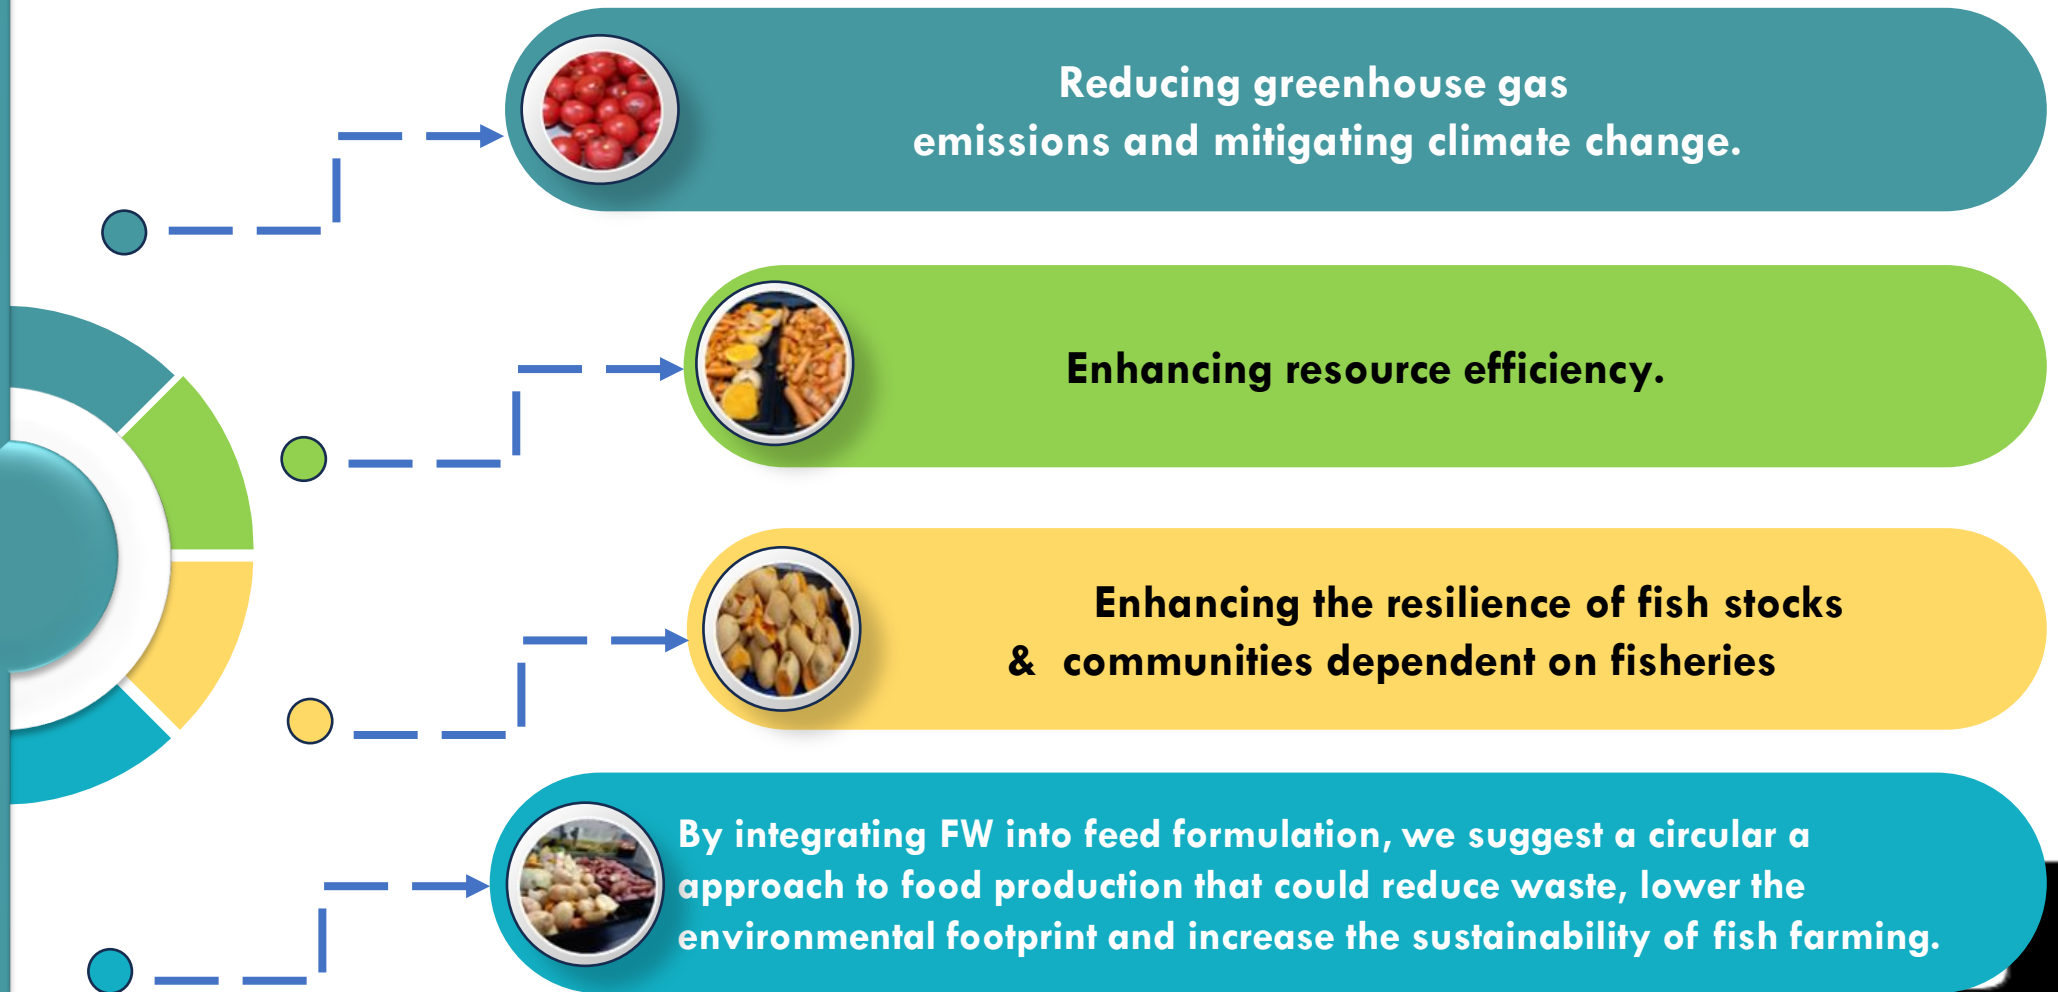 Reducing greenhouse gas
emissions and mitigating climate change.
Enhancing resource efficiency.
Enhancing the resilience of fish stocks
& communities dependent on fisheries
By integrating FW into feed formulation, we suggest a circular a
approach to food production that could reduce waste, lower the
environmental footprint and increase the sustainability of fish farming.